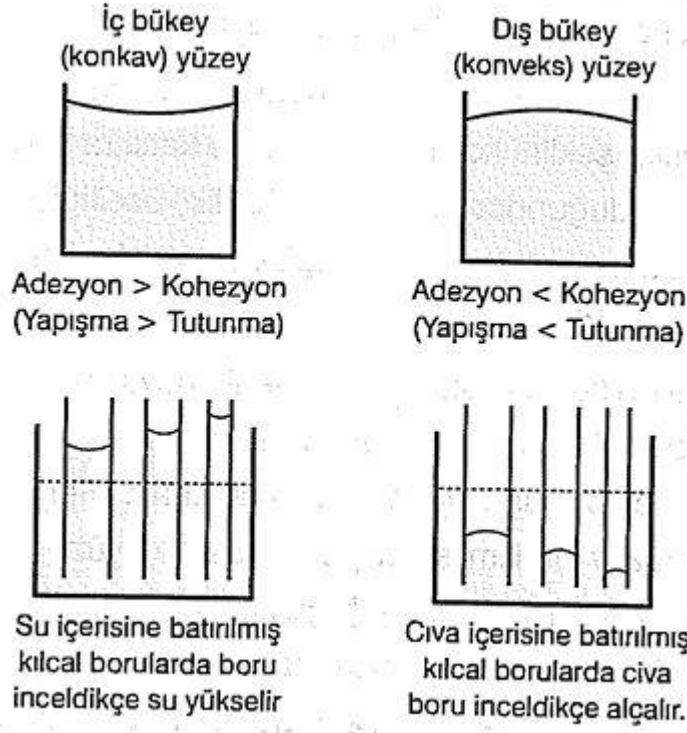 İç bükey
(konkav) yüzey
Dış bükey
(konveks) yüzey
Adezyon > Kohezyon
(Yapışma > Tutunma)
Adezyon < Kohezyon
(Yapışma < Tutunma)
Su içerisine batırılmış
kılcal borularda boru
inceldikçe su yükselir
Cıva içerisine batırılmış
kılcal borularda civa
boru inceldikçe alçalır.